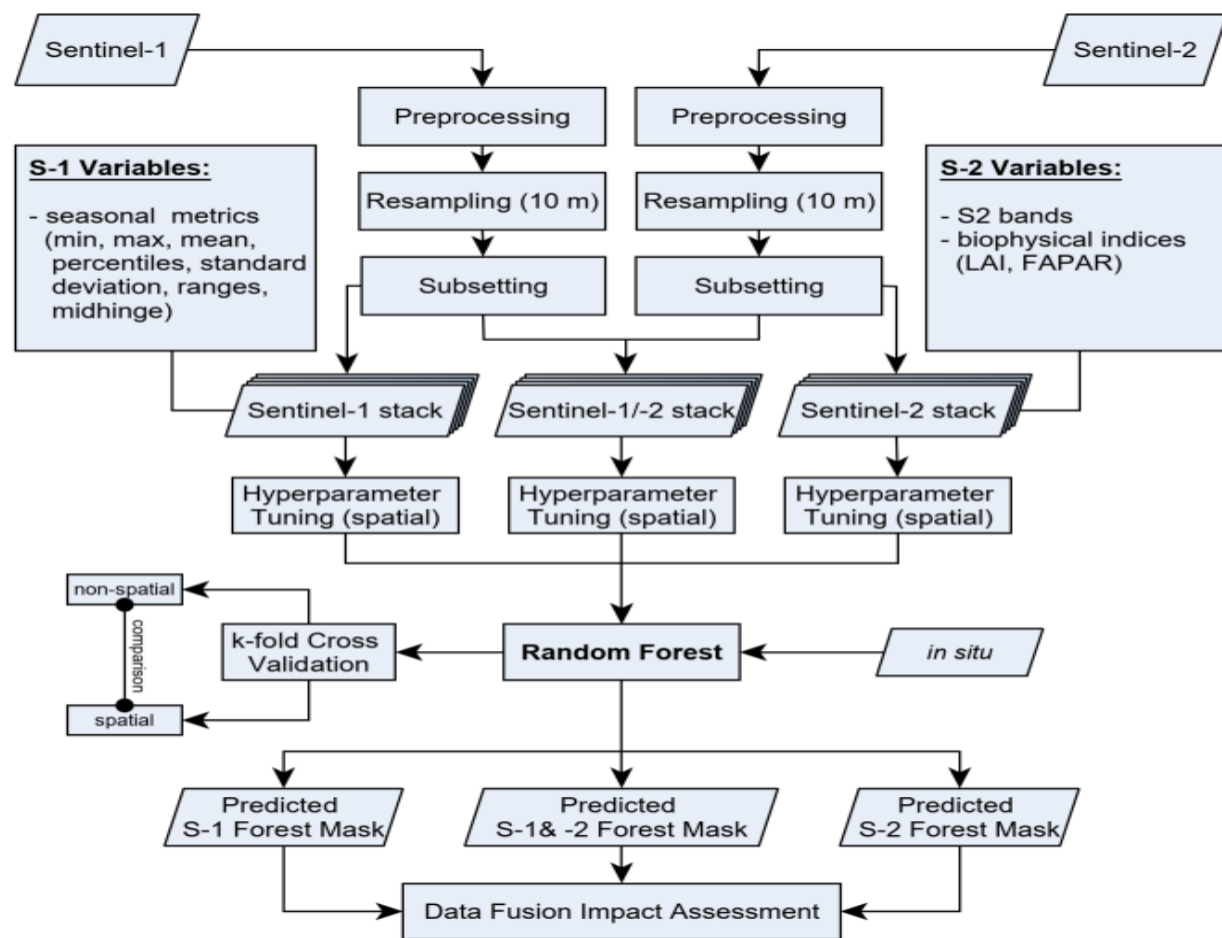 Sentinel-1
Sentinel-2
Preprocessing
Preprocessing
S-1 Variables:
- seasonal metrics
(min, max, mean,
percentiles, standard
deviation, ranges,
midhinge)
Resampling (10 m)
Resampling (10 m)
S-2 Variables:
- S2 bands
- biophysical indices
(LAI, FAPAR)
Subsetting
Subsetting
Sentinel-1 stack
Sentinel-1/-2 stack
Sentinel-2 stack
Hyperparameter
Tuning (spatial)
Hyperparameter
Tuning (spatial)
Hyperparameter
Tuning (spatial)
non-spatial
comparison
spatial
k-fold Cross
Validation
Random Forest
in situ
Predicted
S-1 Forest Mask
Predicted
S-1& -2 Forest Mask
Predicted
S-2 Forest Mask
Data Fusion Impact Assessment